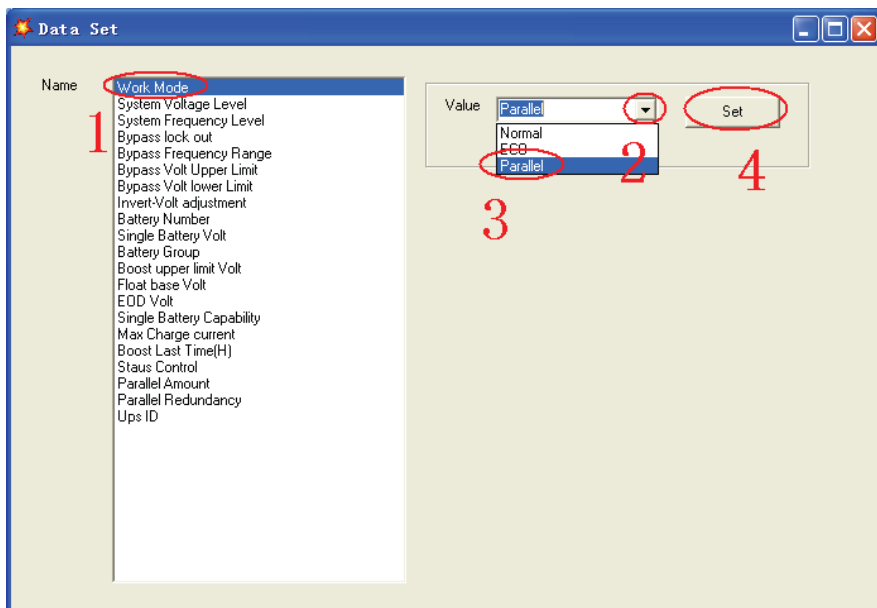 Data Set
Name
Work Mode
System Voltage Level
System Frequency Level
Bypass lock out
Bypass Frequency Range
Bypass Volt Upper Limit
Bypass Volt lower Limit
Invert-Volt adjustment
Battery Number
Single Battery Volt
Battery Group
Boost upper limit Volt
Float base Volt
EOD Volt
Single Battery Capability
Max Charge current
Boost Last Time(H)
Staus Control
Parallel Amount
Parallel Redundancy
Ups ID
1
Value
Parallel
Normal
ECO
Parallel
2
3
Set
4